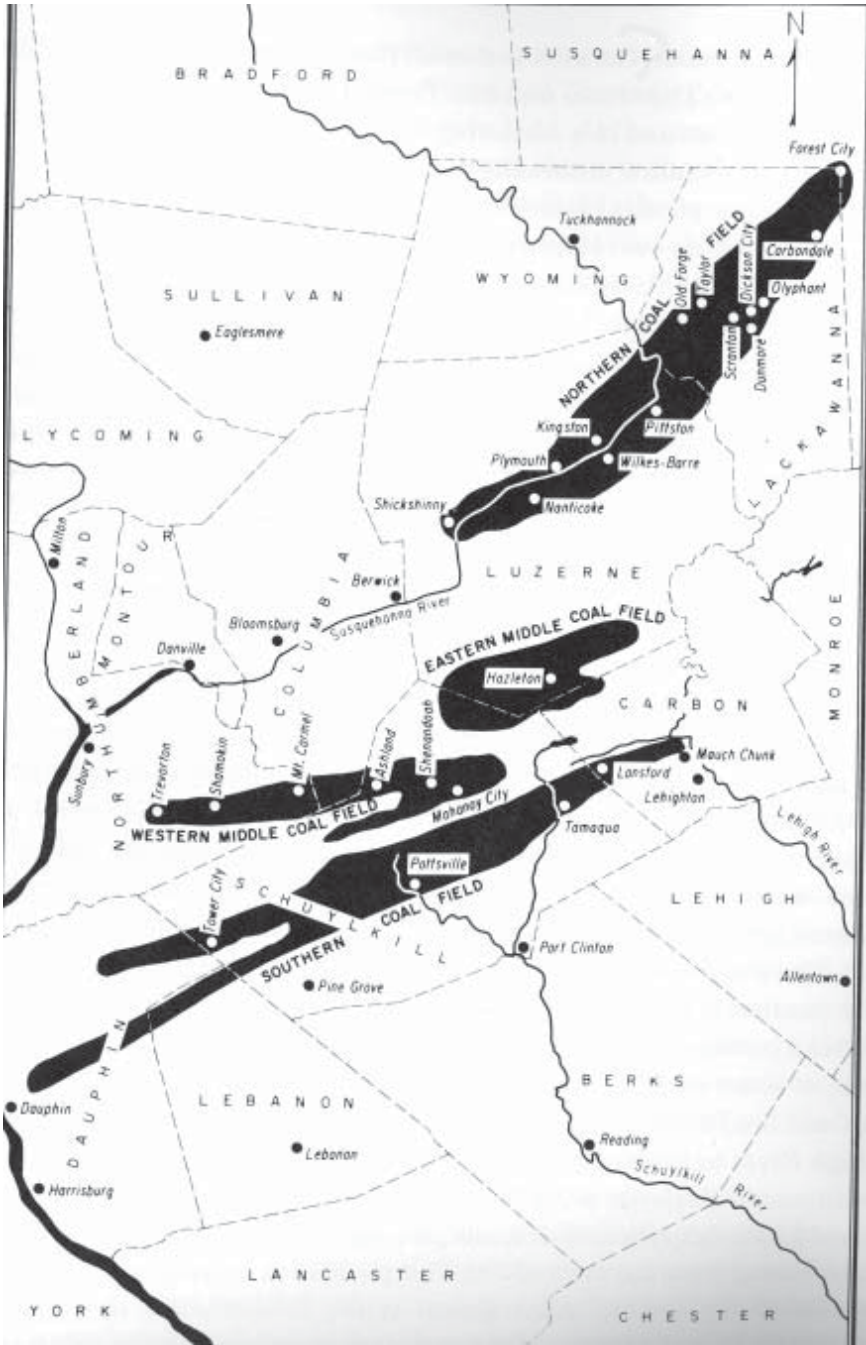 N
SUSQUEHANNA
BRADFORD
Forest City
Tuckhannock
Carbondale
WYOMING
NORTHERN COAL FIELD
Old Forge
Taylor
Dickson City
Olyphant
SULLIVAN
Eaglesmere
Scranton
Dunmore
LACKAWANNA
LYCOMING
Kingston
Pittston
Plymouth
Wilkes-Barre
Shickshinny
Nanticoke
Milton
NORTHUMBERLAND
MONTOUR
COLUMBIA
LUZERNE
Berwick
Susquehanna River
Bloomsburg
Danville
MONROE
EASTERN MIDDLE COAL FIELD
Hazleton
CARBON
Sunbury
Trevorton
Shamokin
Mt. Carmel
Ashland
Shenandoah
Mahanoy City
Mauch Chunk
Lansford
Lehighton
WESTERN MIDDLE COAL FIELD
Tamaqua
Lehigh River
Pottsville
SCHUYLKILL
LEHIGH
Tower City
SOUTHERN COAL FIELD
Port Clinton
Pine Grove
Allentown
DAUPHIN
BERKS
Dauphin
LEBANON
Lebanon
Reading
Harrisburg
Schuylkill River
LANCASTER
YORK
CHESTER